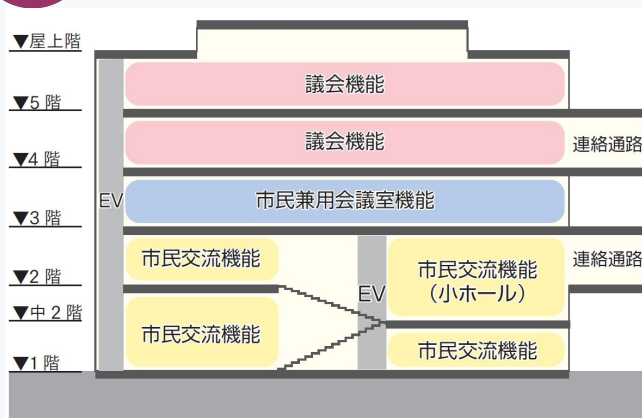 ▼屋上階
議会機能
▼5 階
議会機能
連絡通路
▼4 階
EV
市民兼用会議室機能
▼3 階
市民交流機能
市民交流機能
（小ホール）
連絡通路
▼2 階
EV
▼中 2 階
市民交流機能
市民交流機能
▼1 階